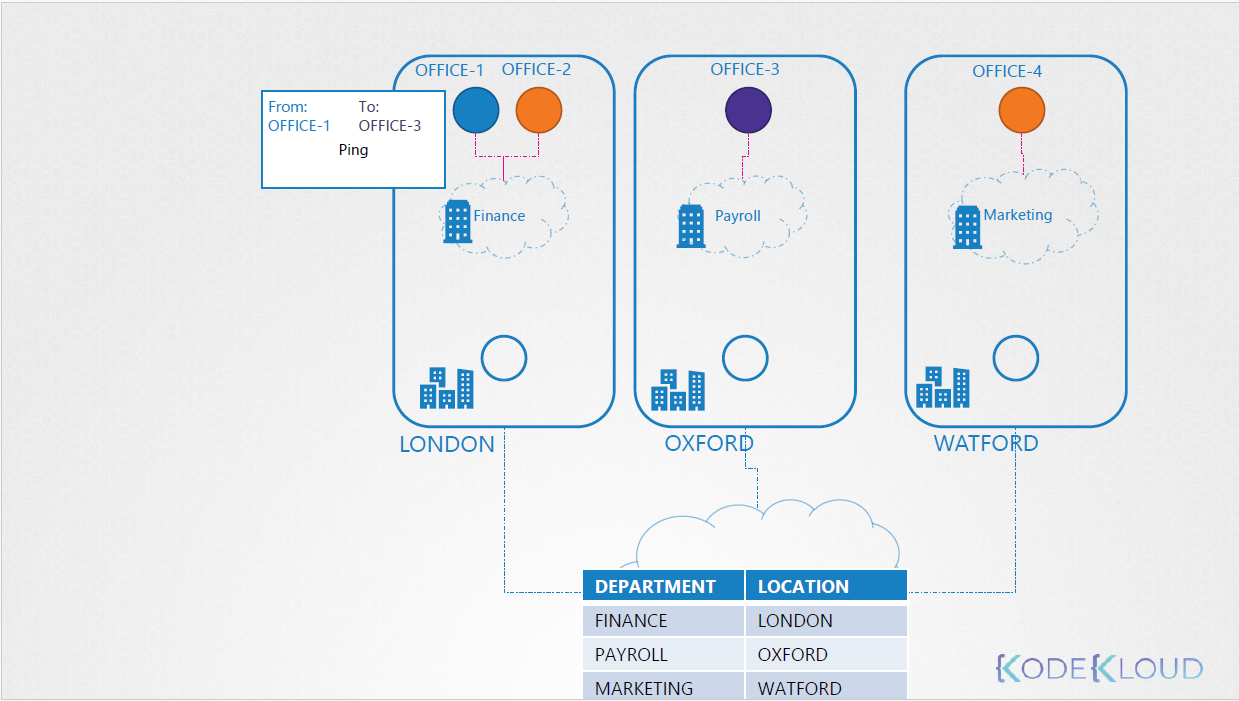 OFFICE-1 OFFICE-2
OFFICE-3
OFFICE-4
From: To:
OFFICE-1 OFFICE-3
Ping
Finance
Payroll
Marketing
LONDON
OXFORD
WATFORD
DEPARTMENT LOCATION
FINANCE LONDON
PAYROLL OXFORD
MARKETING WATFORD
KODEKLOUD